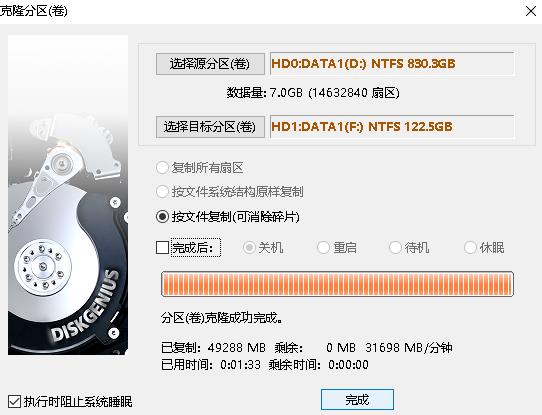 克隆分区(卷)
选择源分区(卷) HD0:DATA1(D:) NTFS 830.3GB
数据量: 7.0GB (14632840 扇区)
选择目标分区(卷) HD1:DATA1(F:) NTFS 122.5GB
复制所有扇区
按文件系统结构原样复制
按文件复制(可消除碎片)
完成后: 关机 重启 待机 休眠
DISKGENIUS
分区(卷)克隆成功完成。
已复制: 49288 MB 剩余: 0 MB 31698 MB/分钟
已用时间: 0:01:33 剩余时间: 0:00:00
执行时阻止系统睡眠 完成